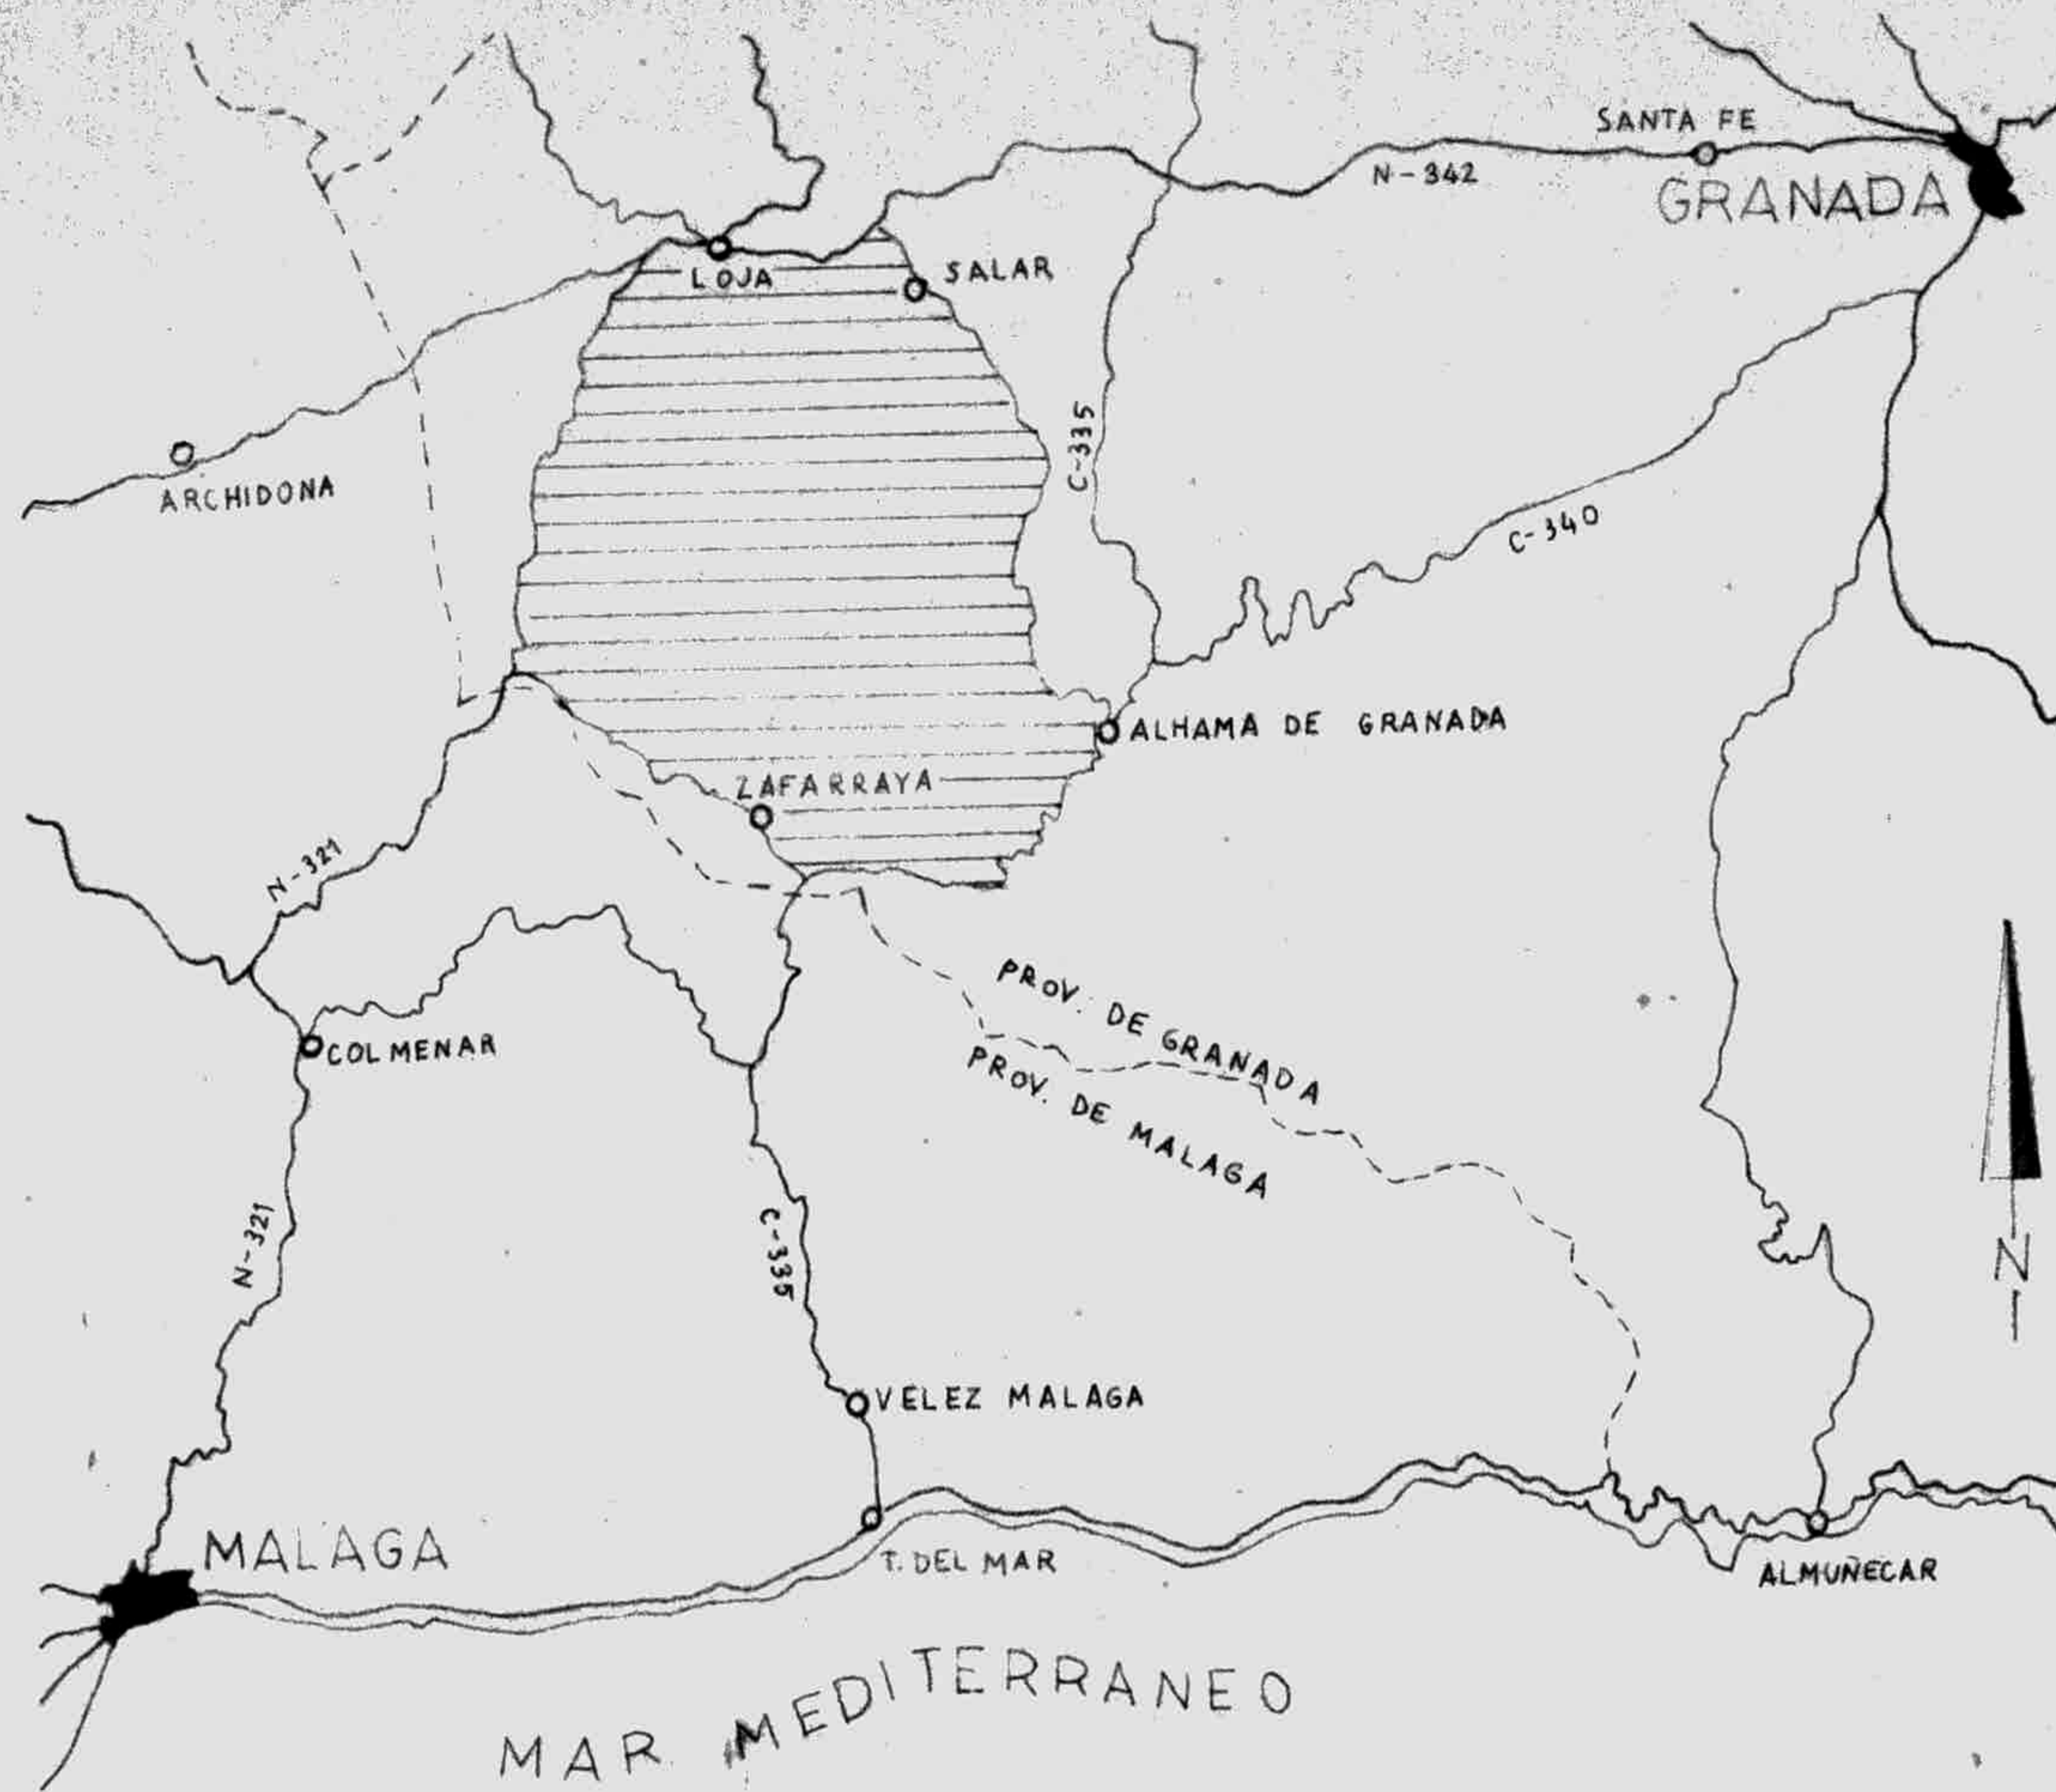 SANTA FE
N-342
GRANADA
LOJA
SALAR
C-335
ARCHIDONA
C-340
ALHAMA DE GRANADA
ZAFARRAYA
N-321
PROV. DE GRANADA
PROV. DE MALAGA
COLMENAR
N-321
C-335
N
VELEZ MALAGA
MALAGA
T. DEL MAR
ALMUÑECAR
MAR MEDITERRANEO